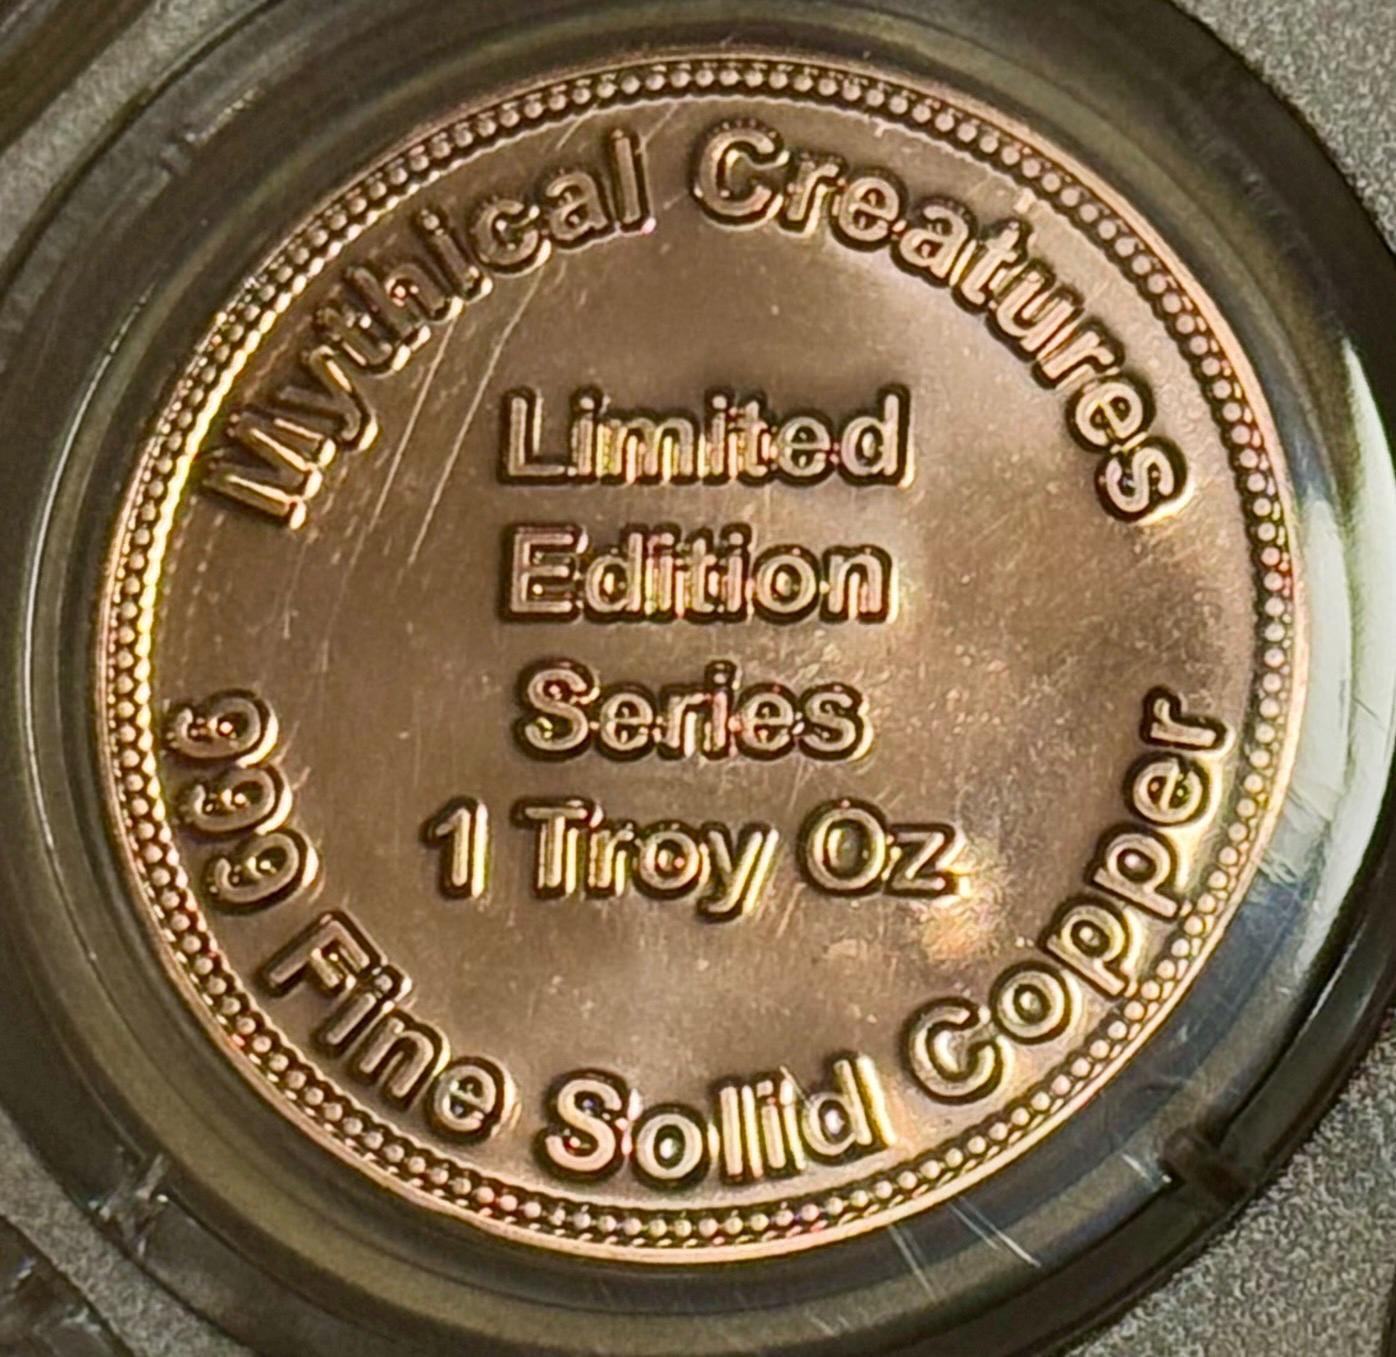 Mythical Creatures
Limited
Edition
Series
1 Troy Oz
999 Fine Solid Copper